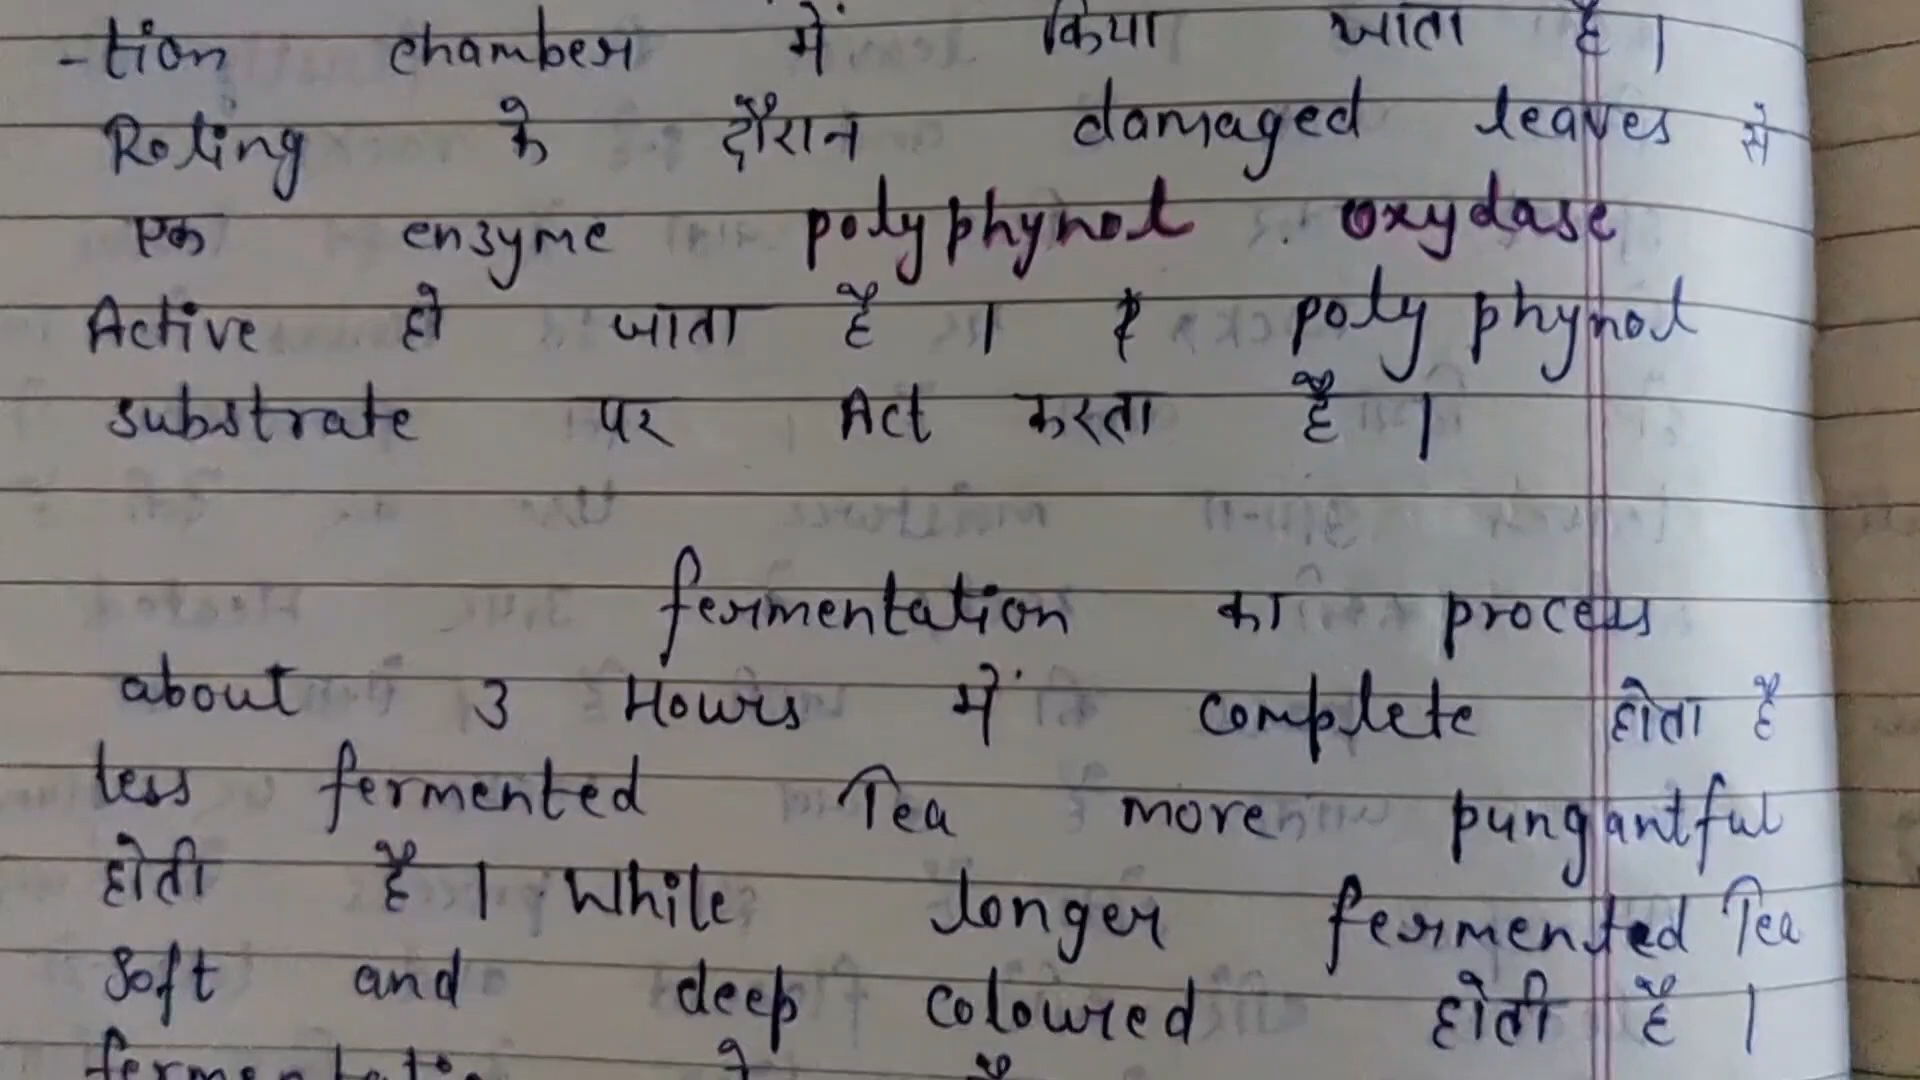 -tion chamber में किया जाता है ।
Roting के दौरान damaged leaves से
एक enzyme polyphynol oxydase
Active हो जाता है । poly phynol
substrate पर Act करता है ।
fermentation का process
about 3 Hours में complete होता है
less fermented Tea more pungantful
होती है । While longer fermented Tea
Soft and deep coloured होती है ।